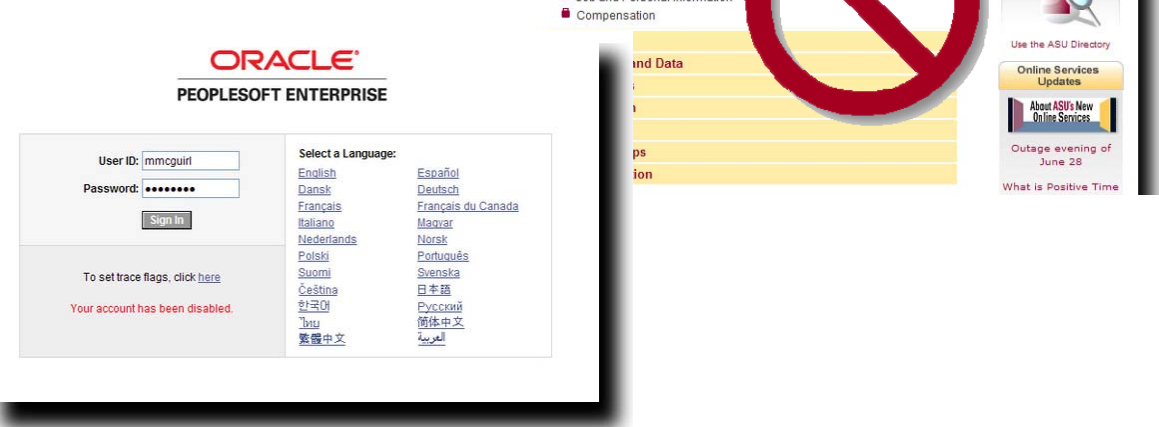 Compensation
and Data
ps
ion
Use the ASU Directory
Online Services
Updates
About ASU's New
Online Services
Outage evening of
June 28
What is Positive Time
ORACLE®
PEOPLESOFT ENTERPRISE
User ID: mmcguirl
Password: ••••••••
Sign In
To set trace flags, click here
Your account has been disabled.
Select a Language:
English Español
Dansk Deutsch
Français Français du Canada
Italiano Magyar
Nederlands Norsk
Polski Português
Suomi Svenska
Čeština 日本語
한국어 Русский
ไทย 简体中文
繁體中文 العربية